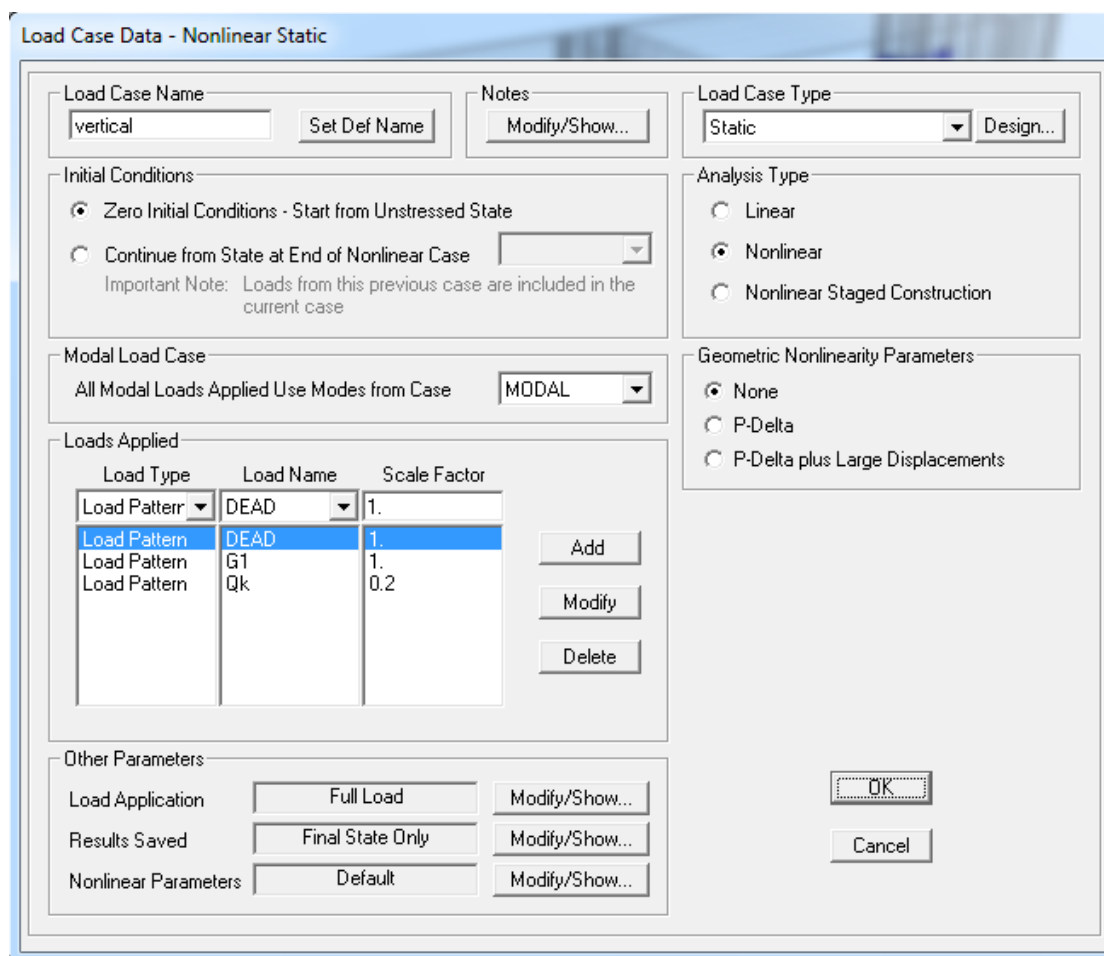 Load Case Data - Nonlinear Static
Load Case Name
vertical
Set Def Name
Notes
Modify/Show...
Load Case Type
Static
Design...
Initial Conditions
Zero Initial Conditions - Start from Unstressed State
Continue from State at End of Nonlinear Case
Important Note: Loads from this previous case are included in the
current case
Analysis Type
Linear
Nonlinear
Nonlinear Staged Construction
Modal Load Case
All Modal Loads Applied Use Modes from Case
MODAL
Geometric Nonlinearity Parameters
None
P-Delta
P-Delta plus Large Displacements
Loads Applied
Load Type Load Name Scale Factor
Load Pattern DEAD 1.
Load Pattern DEAD 1.
Load Pattern G1 1.
Load Pattern Qk 0.2
Add
Modify
Delete
Other Parameters
Load Application Full Load Modify/Show...
Results Saved Final State Only Modify/Show...
Nonlinear Parameters Default Modify/Show...
OK
Cancel